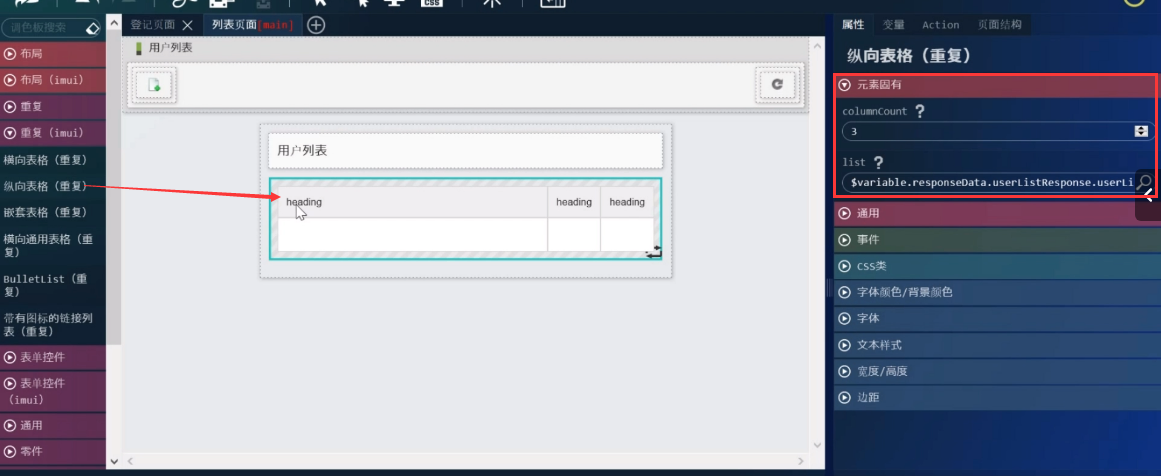 css
调色板搜索
布局
布局（imui）
重复
重复（imui）
横向表格（重复）
纵向表格（重复）
嵌套表格（重复）
横向通用表格（重
复）
BulletList（重
复）
带有图标的链接列
表（重复）
表单控件
表单控件
（imui）
通用
零件
登记页面
列表页面[main]
用户列表
用户列表
heading
heading
heading
属性
变量
Action
页面结构
纵向表格（重复）
元素固有
columnCount ?
3
list ?
$variable.responseData.userListResponse.userLi
通用
事件
CSS类
字体颜色/背景颜色
字体
文本样式
宽度/高度
边距